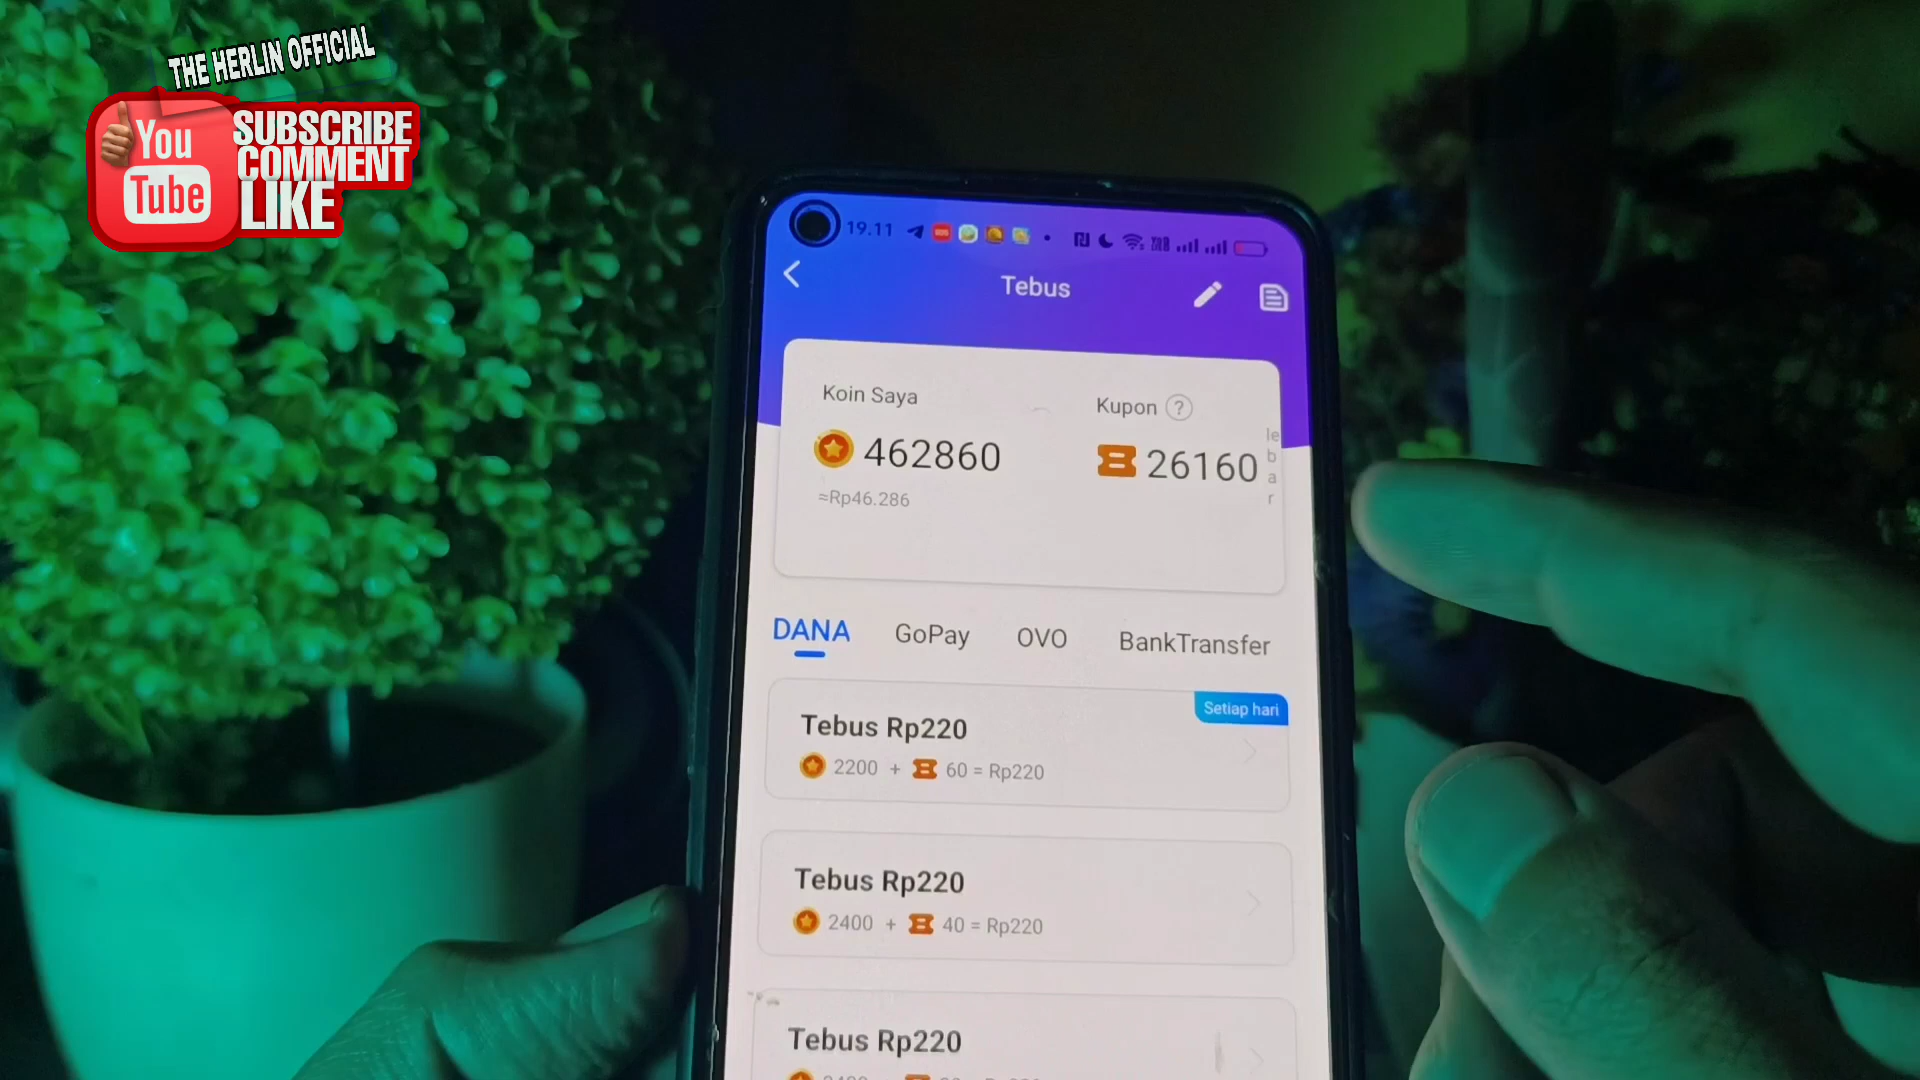 THE HERLIN OFFICIAL
You
Tube
SUBSCRIBE
COMMENT
LIKE
19.11
Tebus
Koin Saya
Kupon ?
462860
26160
lebar
≈Rp46.286
DANA GoPay OVO BankTransfer
Setiap hari
Tebus Rp220
2200 + 60 = Rp220
Tebus Rp220
2400 + 40 = Rp220
Tebus Rp220